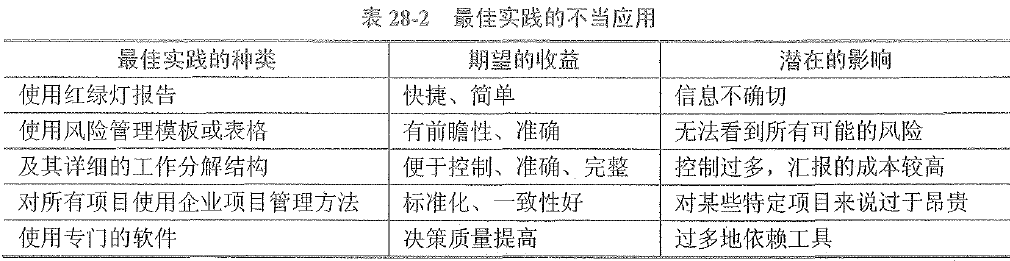 表 28-2 最佳实践的不当应用
最佳实践的种类 期望的收益 潜在的影响
使用红绿灯报告 快捷、简单 信息不确切
使用风险管理模板或表格 有前瞻性、准确 无法看到所有可能的风险
及其详细的工作分解结构 便于控制、准确、完整 控制过多，汇报的成本较高
对所有项目使用企业项目管理方法 标准化、一致性好 对某些特定项目来说过于昂贵
使用专门的软件 决策质量提高 过多地依赖工具